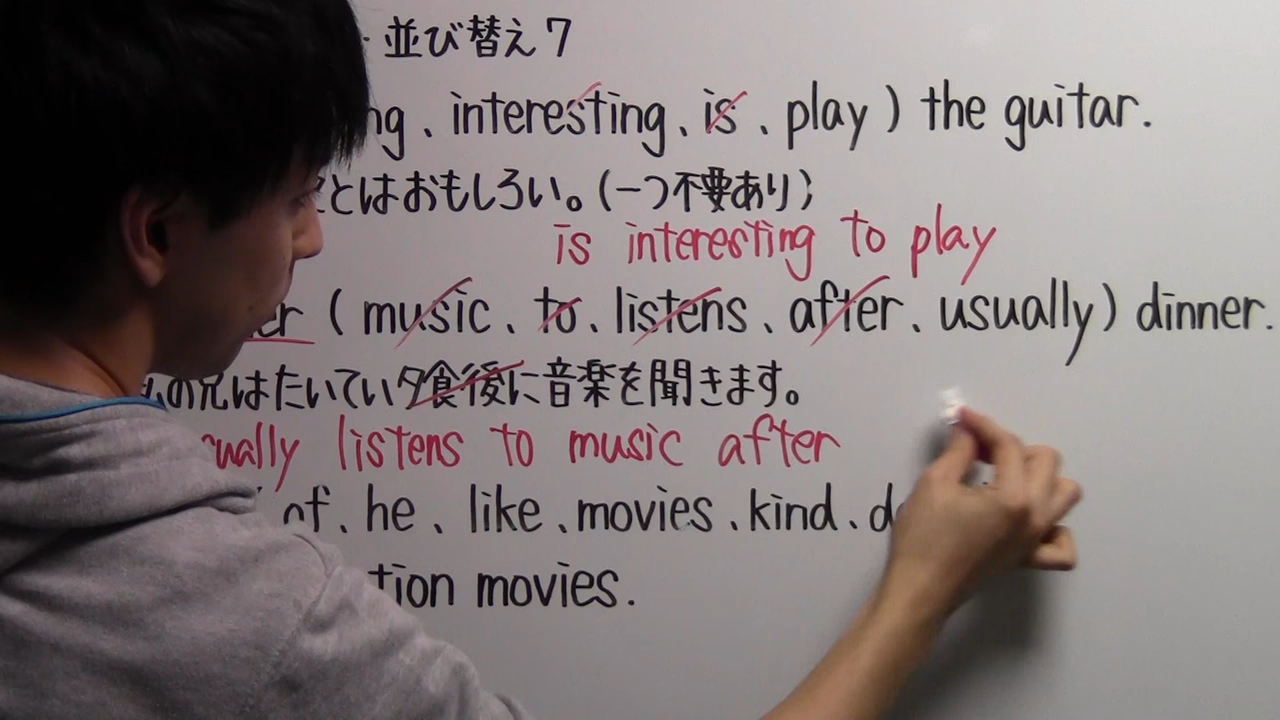 ・並び替え 7
ng 、 interesting 、 is 、 play ) the guitar.
とはおもしろい。(一つ不要あり)
is interesting to play
er ( music 、 to 、 listens 、 after 、 usually ) dinner.
の兄はたいてい夕食後に音楽を聞きます。
ually listens to music after
of 、 he 、 like 、 movies 、 kind 、 d
tion movies.